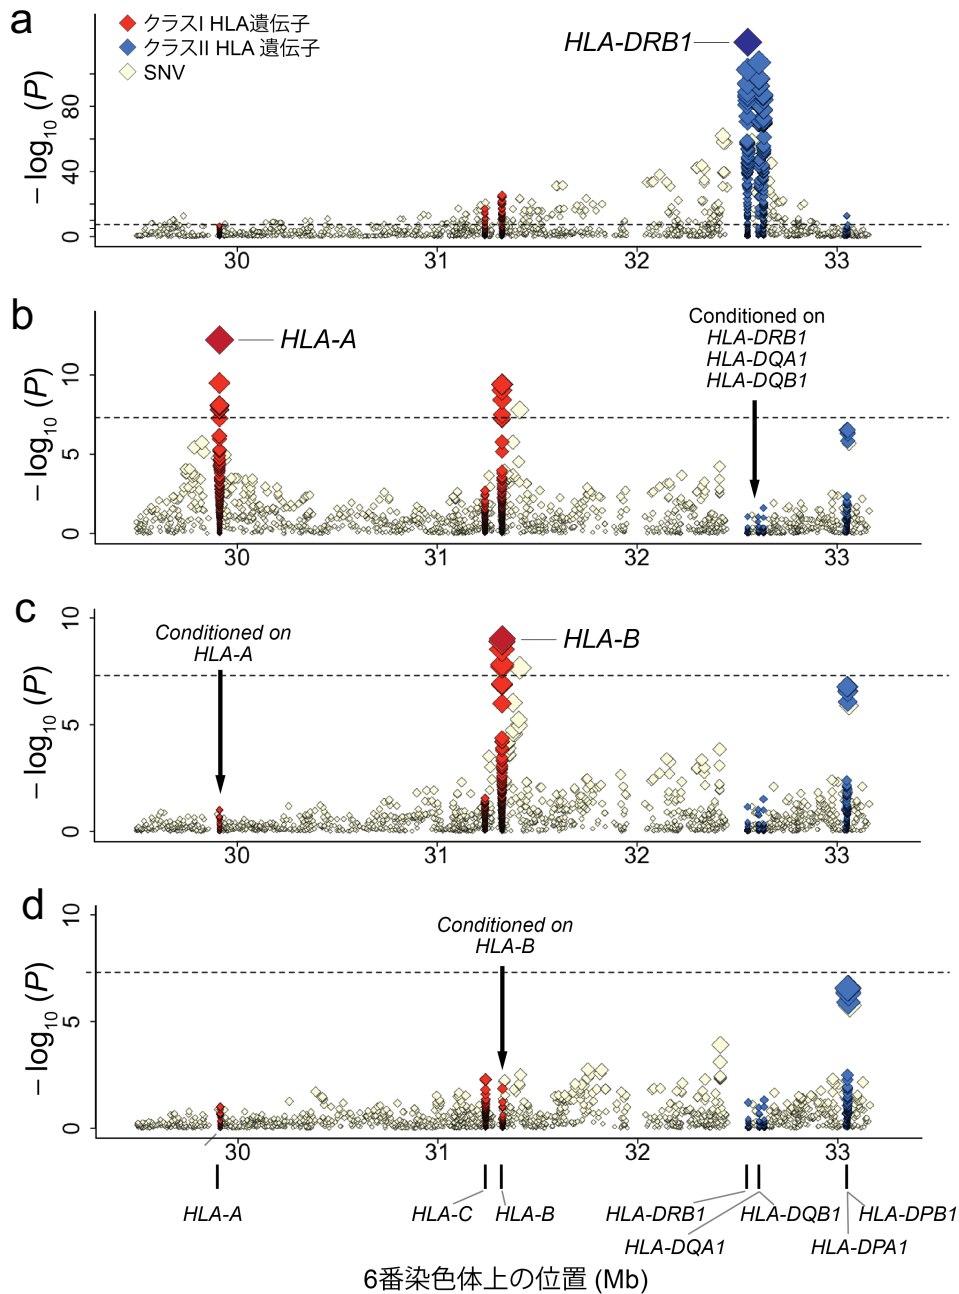 a
クラスI HLA遺伝子
クラスII HLA 遺伝子
SNV
HLA-DRB1
− log10 (P)
80
40
0
30 31 32 33
b
HLA-A
Conditioned on
HLA-DRB1
HLA-DQA1
HLA-DQB1
− log10 (P)
10
5
0
30 31 32 33
c
Conditioned on
HLA-A
HLA-B
− log10 (P)
10
5
0
30 31 32 33
d
Conditioned on
HLA-B
− log10 (P)
10
5
0
30 31 32 33
HLA-A HLA-C HLA-B HLA-DRB1 HLA-DQB1 HLA-DPB1
HLA-DQA1 HLA-DPA1
6番染色体上の位置 (Mb)